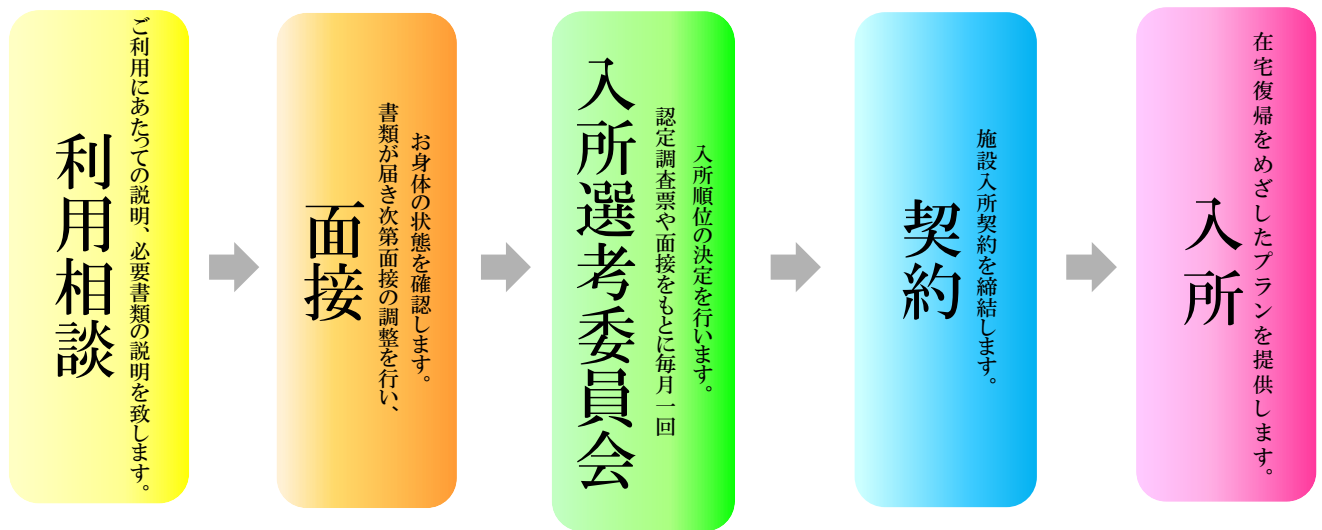 利用相談
ご利用にあたっての説明、必要書類の説明を致します。
面接
書類が届き次第面接の調整を行い、
お身体の状態を確認します。
入所選考委員会
認定調査票や面接をもとに毎月一回
入所順位の決定を行います。
契約
施設入所契約を締結します。
入所
在宅復帰をめざしたプランを提供します。